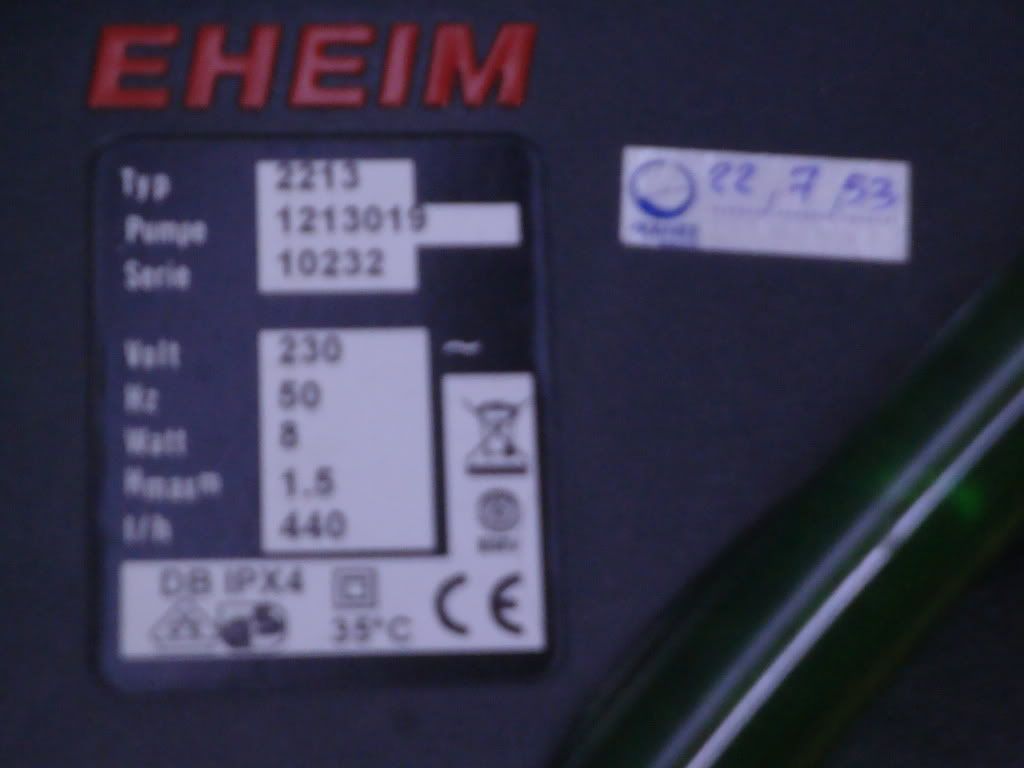 EHEIM
Typ 2213
Pumpe 1213019
Serie 10232
Volt 230 ~
Hz 50
Watt 8
Hmax m 1.5
l/h 440
DB IPX4
35°C
CE
22,7,53